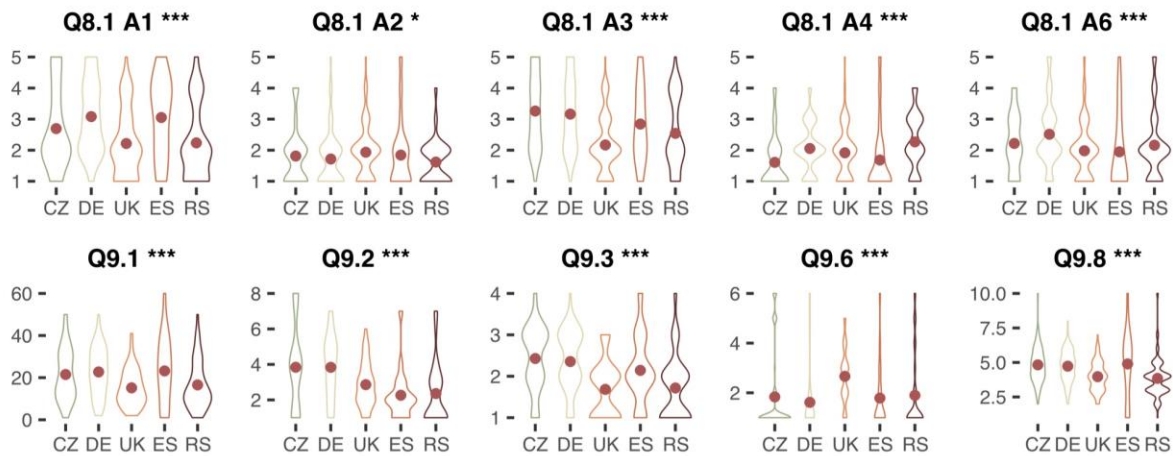 Q8.1 A1 *** Q8.1 A2 * Q8.1 A3 *** Q8.1 A4 *** Q8.1 A6 ***
5 5 5 5 5
4 4 4 4 4
3 3 3 3 3
2 2 2 2 2
1 1 1 1 1
CZ DE UK ES RS CZ DE UK ES RS CZ DE UK ES RS CZ DE UK ES RS CZ DE UK ES RS
Q9.1 *** Q9.2 *** Q9.3 *** Q9.6 *** Q9.8 ***
60 8 4 6 10.0
40 6 3 4 7.5
20 4 2 2 5.0
0 2 1 2.5
CZ DE UK ES RS CZ DE UK ES RS CZ DE UK ES RS CZ DE UK ES RS CZ DE UK ES RS